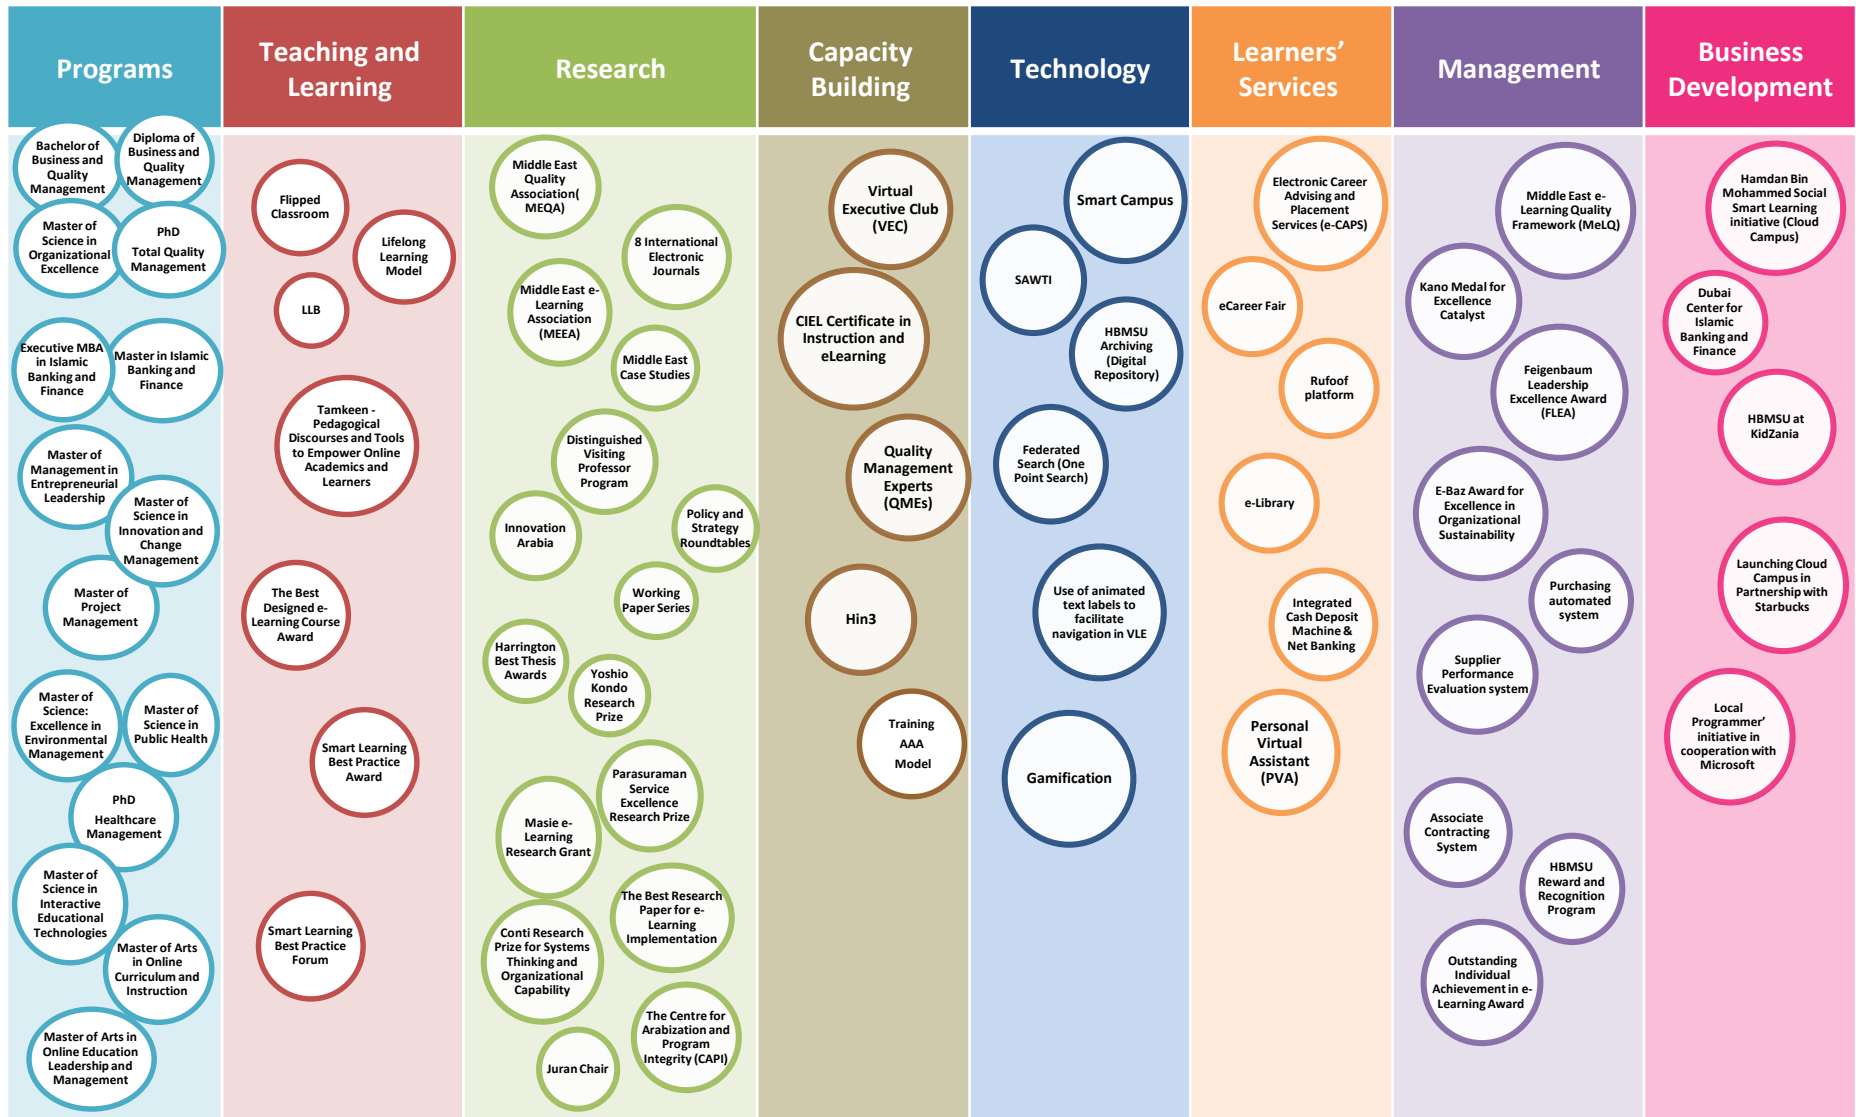 Programs
Teaching and
Learning
Research
Capacity
Building
Technology
Learners’
Services
Management
Business
Development
Bachelor of
Business and
Quality
Management
Diploma of
Business and
Quality
Management
Master of
Science in
Organizational
Excellence
PhD
Total Quality
Management
Executive MBA
in Islamic
Banking and
Finance
Master in Islamic
Banking and
Finance
Master of
Management in
Entrepreneurial
Leadership
Master of
Science in
Innovation and
Change
Management
Master of
Project
Management
Master of
Science:
Excellence in
Environmental
Management
Master of
Science in
Public Health
PhD
Healthcare
Management
Master of
Science in
Interactive
Educational
Technologies
Master of Arts
in Online
Curriculum and
Instruction
Master of Arts in
Online Education
Leadership and
Management
Flipped
Classroom
Lifelong
Learning
Model
LLB
Tamkeen -
Pedagogical
Discourses and Tools
to Empower Online
Academics and
Learners
The Best
Designed e-
Learning Course
Award
Smart Learning
Best Practice
Award
Smart Learning
Best Practice
Forum
Middle East
Quality
Association(
MEQA)
8 International
Electronic
Journals
Middle East e-
Learning
Association
(MEEA)
Middle East
Case Studies
Distinguished
Visiting
Professor
Program
Innovation
Arabia
Policy and
Strategy
Roundtables
Working
Paper Series
Harrington
Best Thesis
Awards
Yoshio
Kondo
Research
Prize
Parasuraman
Service
Excellence
Research Prize
Masie e-
Learning
Research Grant
The Best Research
Paper for e-
Learning
Implementation
Conti Research
Prize for Systems
Thinking and
Organizational
Capability
The Centre for
Arabization and
Program
Integrity (CAPI)
Juran Chair
Virtual
Executive Club
(VEC)
CIEL Certificate in
Instruction and
eLearning
Quality
Management
Experts
(QMEs)
Hin3
Training
AAA
Model
Smart Campus
SAWTI
HBMSU
Archiving
(Digital
Repository)
Federated
Search (One
Point Search)
Use of animated
text labels to
facilitate
navigation in VLE
Gamification
Electronic Career
Advising and
Placement
Services (e-CAPS)
eCareer Fair
Rufoof
platform
e-Library
Integrated
Cash Deposit
Machine &
Net Banking
Personal
Virtual
Assistant
(PVA)
Middle East e-
Learning Quality
Framework (MeLQ)
Kano Medal for
Excellence
Catalyst
Feigenbaum
Leadership
Excellence Award
(FLEA)
E-Baz Award for
Excellence in
Organizational
Sustainability
Purchasing
automated
system
Supplier
Performance
Evaluation system
Associate
Contracting
System
HBMSU
Reward and
Recognition
Program
Outstanding
Individual
Achievement in e-
Learning Award
Hamdan Bin
Mohammed Social
Smart Learning
initiative (Cloud
Campus)
Dubai
Center for
Islamic
Banking and
Finance
HBMSU at
KidZania
Launching Cloud
Campus in
Partnership with
Starbucks
Local
Programmer’
initiative in
cooperation with
Microsoft